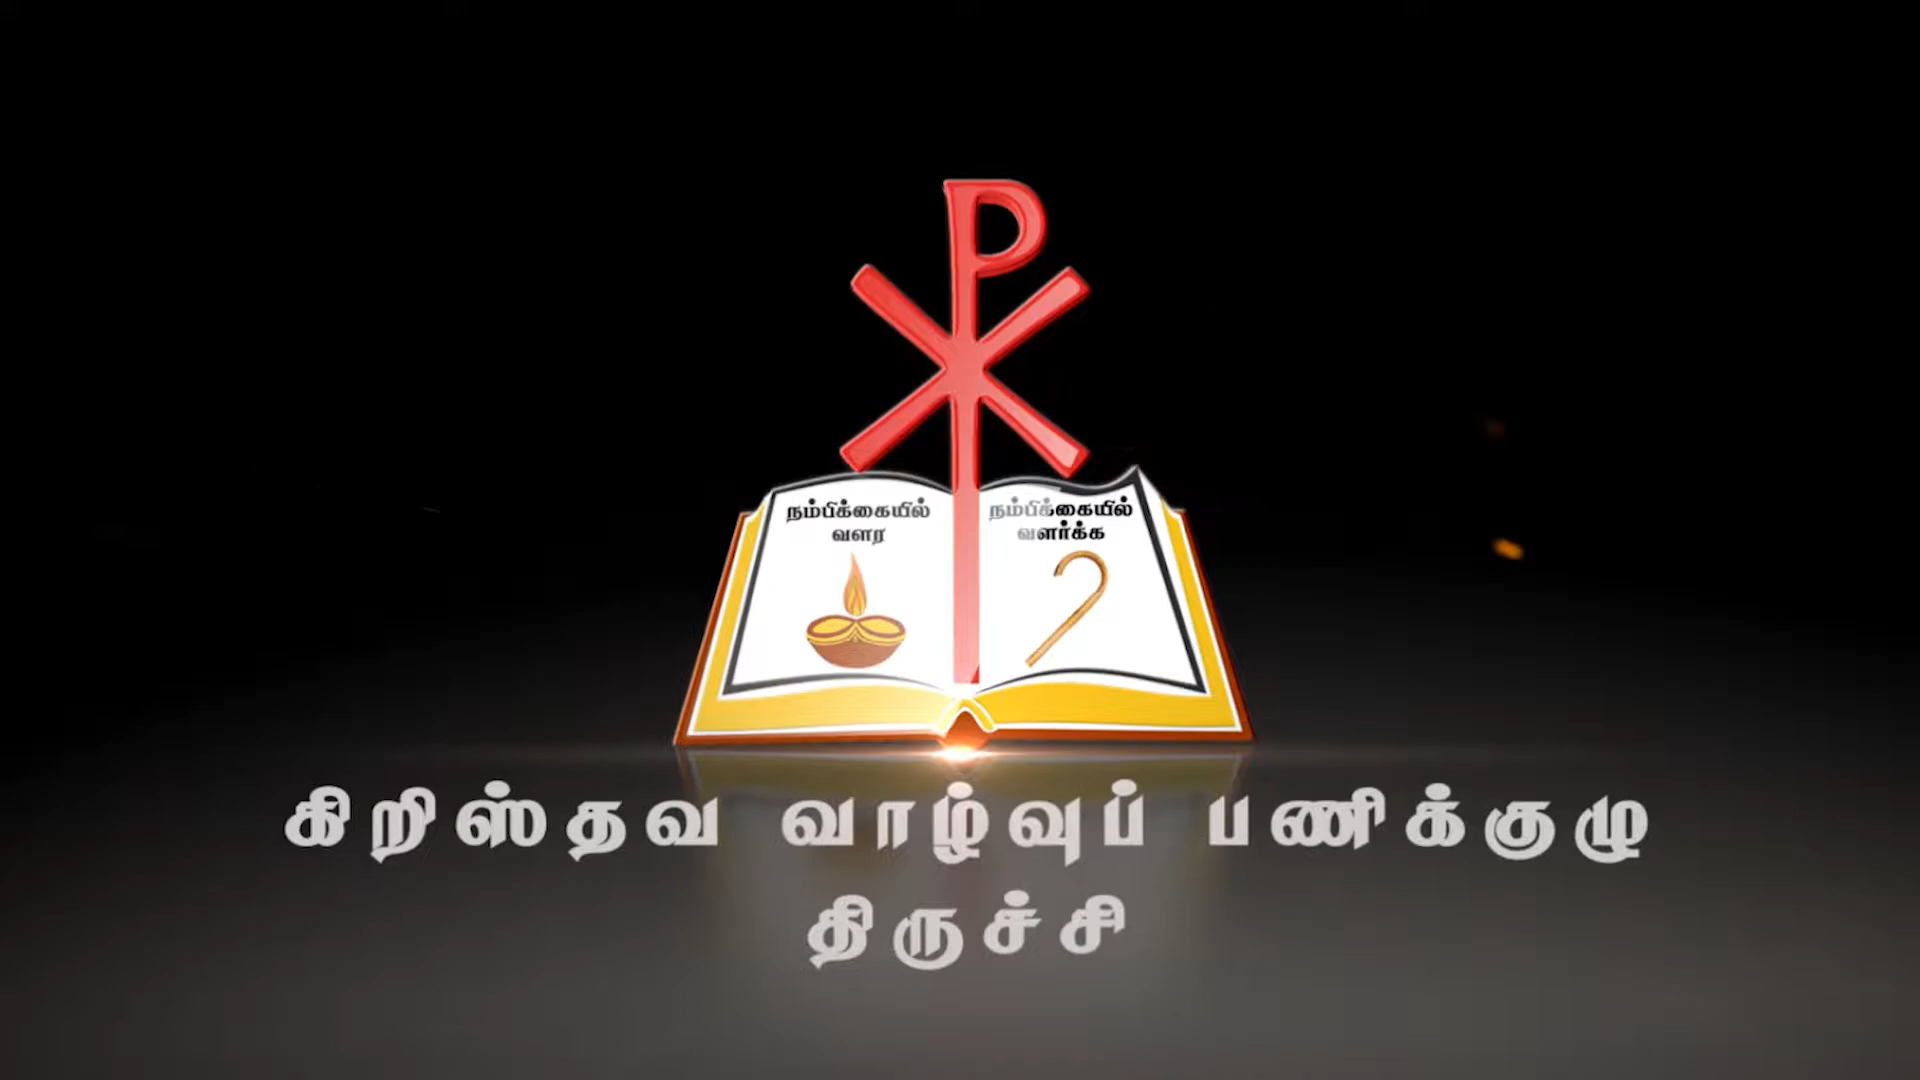 நம்பிக்கையில்
வளர
நம்பிக்கையில்
வளர்க்க
கிறிஸ்தவ வாழ்வுப் பணிக்குழு
திருச்சி